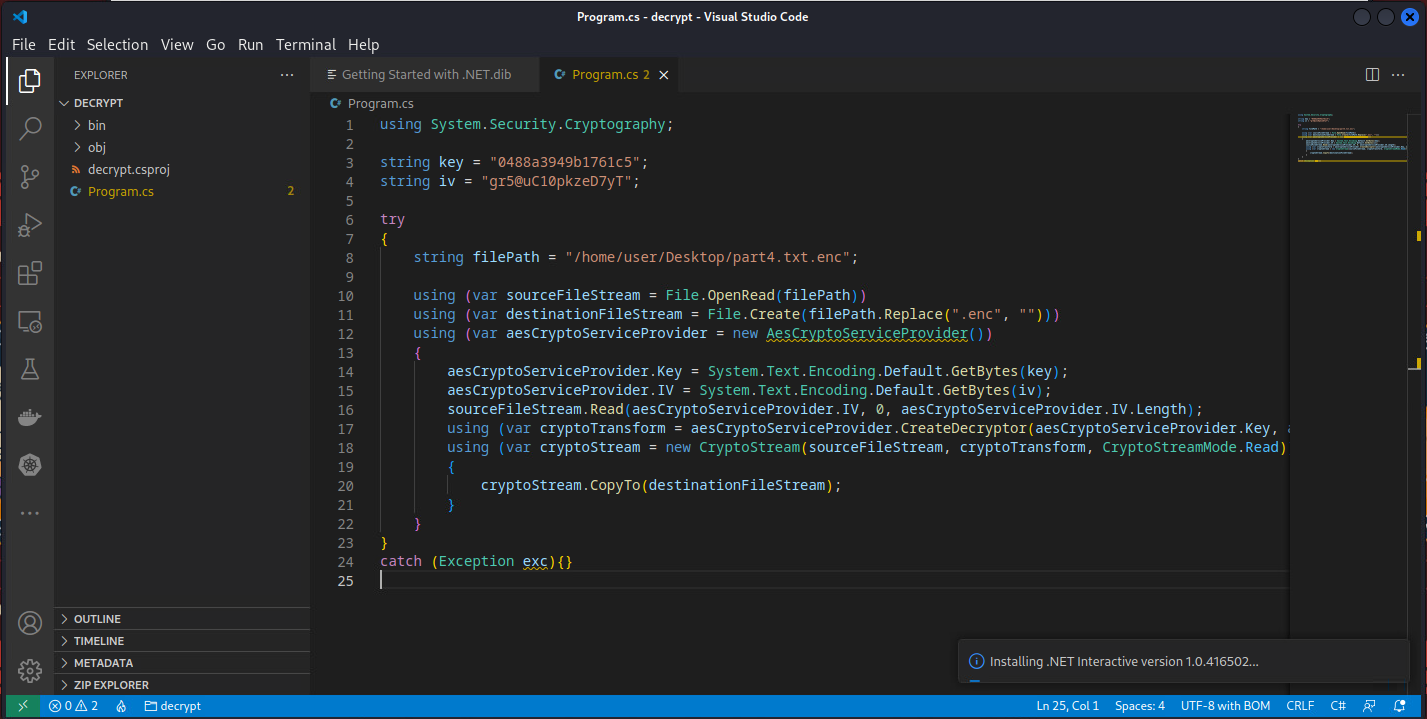 Program.cs - decrypt - Visual Studio Code
File Edit Selection View Go Run Terminal Help
EXPLORER
Getting Started with .NET.dib
Program.cs 2
DECRYPT
bin
obj
decrypt.csproj
Program.cs 2
Program.cs
1 using System.Security.Cryptography;
2
3 string key = "0488a3949b1761c5";
4 string iv = "gr5@uC10pkzeD7yT";
5
6 try
7 {
8 string filePath = "/home/user/Desktop/part4.txt.enc";
9
10 using (var sourceFileStream = File.OpenRead(filePath))
11 using (var destinationFileStream = File.Create(filePath.Replace(".enc", "")))
12 using (var aesCryptoServiceProvider = new AesCryptoServiceProvider())
13 {
14 aesCryptoServiceProvider.Key = System.Text.Encoding.Default.GetBytes(key);
15 aesCryptoServiceProvider.IV = System.Text.Encoding.Default.GetBytes(iv);
16 sourceFileStream.Read(aesCryptoServiceProvider.IV, 0, aesCryptoServiceProvider.IV.Length);
17 using (var cryptoTransform = aesCryptoServiceProvider.CreateDecryptor(aesCryptoServiceProvider.Key,
18 using (var cryptoStream = new CryptoStream(sourceFileStream, cryptoTransform, CryptoStreamMode.Read)
19 {
20 cryptoStream.CopyTo(destinationFileStream);
21 }
22 }
23 }
24 catch (Exception exc){}
25
OUTLINE
TIMELINE
METADATA
ZIP EXPLORER
Installing .NET Interactive version 1.0.416502...
0 2 decrypt Ln 25, Col 1 Spaces: 4 UTF-8 with BOM CRLF C#